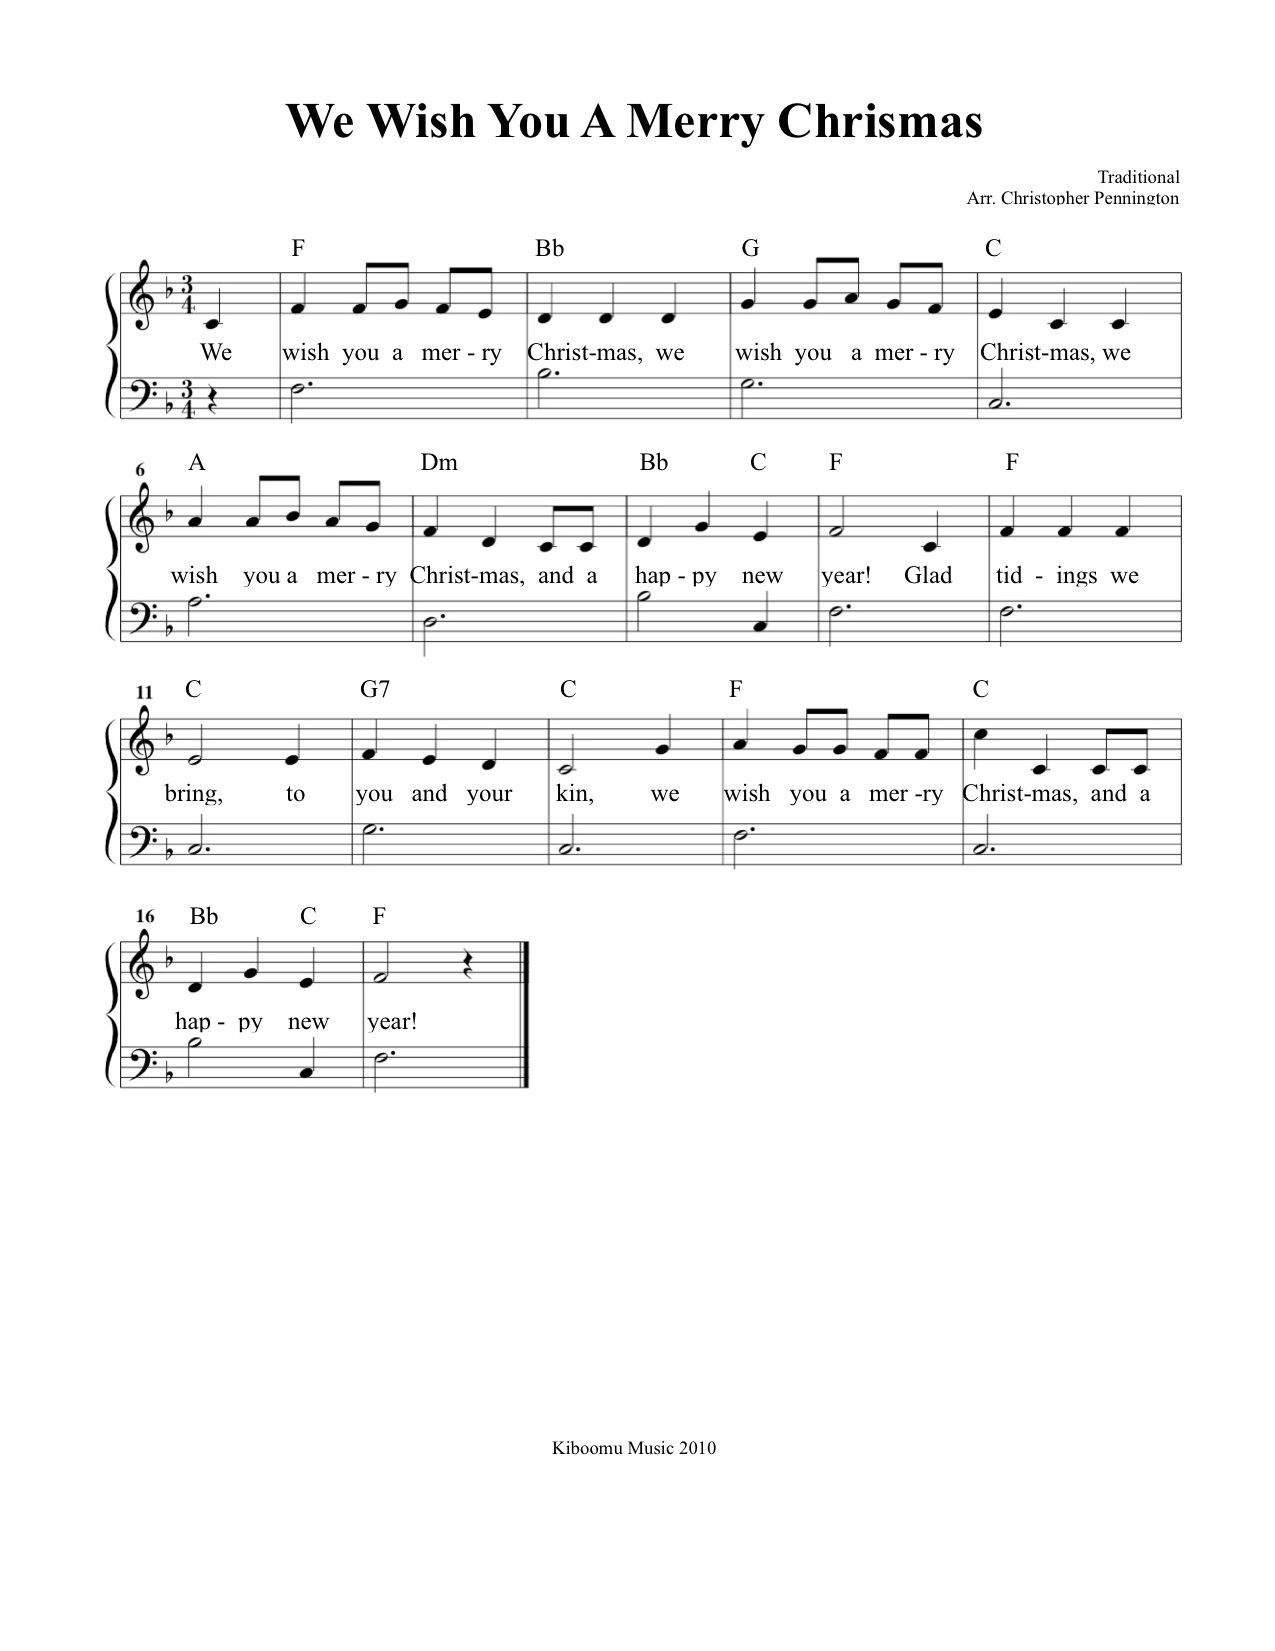 We Wish You A Merry Chrismas
Traditional
Arr. Christopher Pennington
F Bb G C
3 4
We wish you a mer - ry Christ-mas, we wish you a mer - ry Christ-mas, we
3 4
6 A Dm Bb C F F
wish you a mer - ry Christ-mas, and a hap - py new year! Glad tid - ings we
11 C G7 C F C
bring, to you and your kin, we wish you a mer -ry Christ-mas, and a
16 Bb C F
hap - py new year!
Kiboomu Music 2010